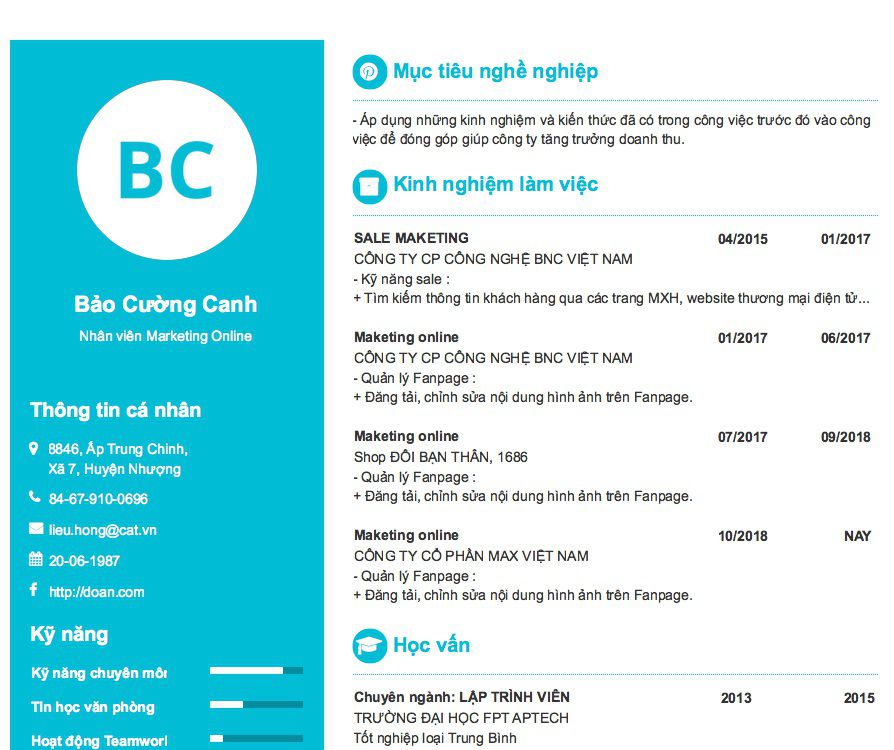 BC
Bảo Cường Canh
Nhân viên Marketing Online
Thông tin cá nhân
8846, Ấp Trung Chinh,
Xã 7, Huyện Nhượng
84-67-910-0696
lieu.hong@cat.vn
20-06-1987
http://doan.com
Kỹ năng
Kỹ năng chuyên môn
Tin học văn phòng
Hoạt động Teamwork
Mục tiêu nghề nghiệp
- Áp dụng những kinh nghiệm và kiến thức đã có trong công việc trước đó vào công
việc để đóng góp giúp công ty tăng trưởng doanh thu.
Kinh nghiệm làm việc
SALE MAKETING 04/2015 01/2017
CÔNG TY CP CÔNG NGHỆ BNC VIỆT NAM
- Kỹ năng sale :
+ Tìm kiếm thông tin khách hàng qua các trang MXH, website thương mại điện tử...
Maketing online 01/2017 06/2017
CÔNG TY CP CÔNG NGHỆ BNC VIỆT NAM
- Quản lý Fanpage :
+ Đăng tải, chỉnh sửa nội dung hình ảnh trên Fanpage.
Maketing online 07/2017 09/2018
Shop ĐÔI BẠN THÂN, 1686
- Quản lý Fanpage :
+ Đăng tải, chỉnh sửa nội dung hình ảnh trên Fanpage.
Maketing online 10/2018 NAY
CÔNG TY CỔ PHẦN MAX VIỆT NAM
- Quản lý Fanpage :
+ Đăng tải, chỉnh sửa nội dung hình ảnh trên Fanpage.
Học vấn
Chuyên ngành: LẬP TRÌNH VIÊN 2013 2015
TRƯỜNG ĐẠI HỌC FPT APTECH
Tốt nghiệp loại Trung Bình